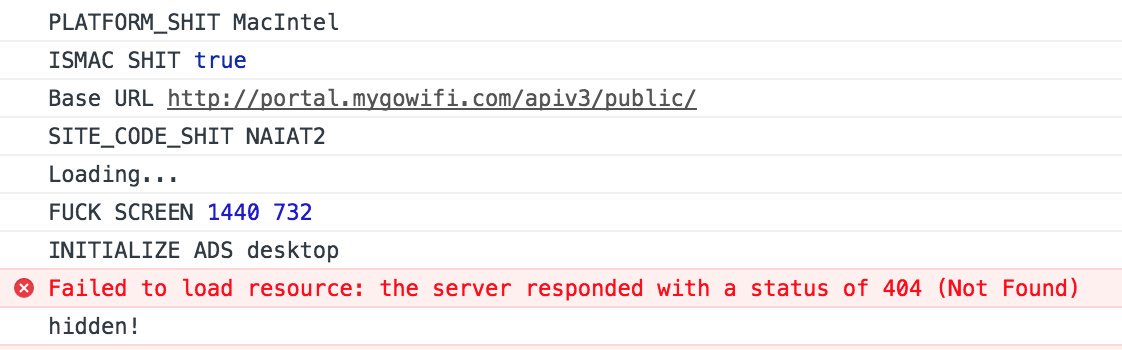 PLATFORM_SHIT MacIntel
ISMAC SHIT true
Base URL http://portal.mygowifi.com/apiv3/public/
SITE_CODE_SHIT NAIAT2
Loading...
FUCK SCREEN 1440 732
INITIALIZE ADS desktop
Failed to load resource: the server responded with a status of 404 (Not Found)
hidden!